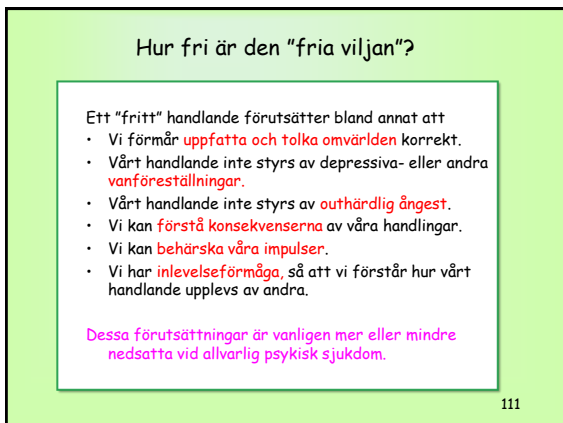 Hur fri är den ”fria viljan”?
Ett ”fritt” handlande förutsätter bland annat att
• Vi förmår uppfatta och tolka omvärlden korrekt.
• Vårt handlande inte styrs av depressiva- eller andra
vanföreställningar.
• Vårt handlande inte styrs av outhärdlig ångest.
• Vi kan förstå konsekvenserna av våra handlingar.
• Vi kan behärska våra impulser.
• Vi har inlevelseförmåga, så att vi förstår hur vårt
handlande upplevs av andra.
Dessa förutsättningar är vanligen mer eller mindre
nedsatta vid allvarlig psykisk sjukdom.
111